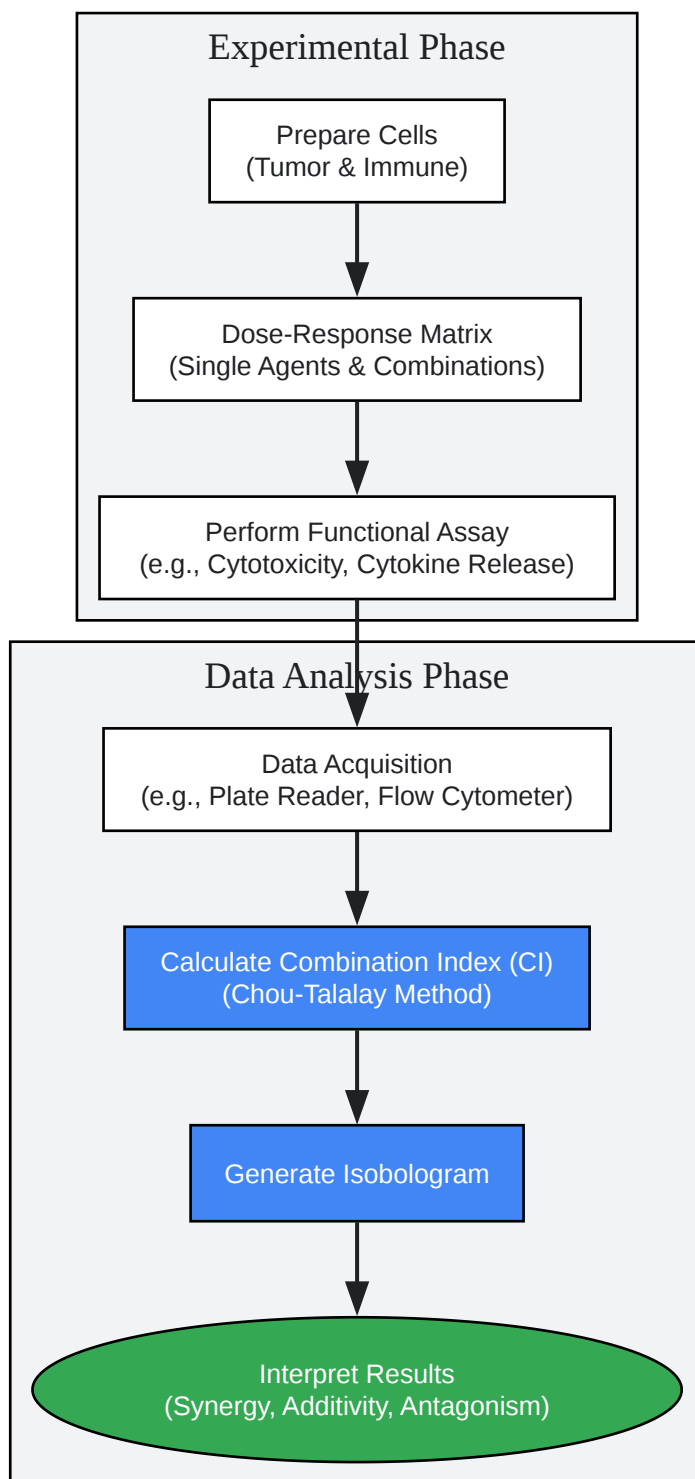 Experimental Phase
Prepare Cells
(Tumor & Immune)
Dose-Response Matrix
(Single Agents & Combinations)
Perform Functional Assay
(e.g., Cytotoxicity, Cytokine Release)
Data Analysis Phase
Data Acquisition
(e.g., Plate Reader, Flow Cytometer)
Calculate Combination Index (CI)
(Chou-Talalay Method)
Generate Isobologram
Interpret Results
(Synergy, Additivity, Antagonism)